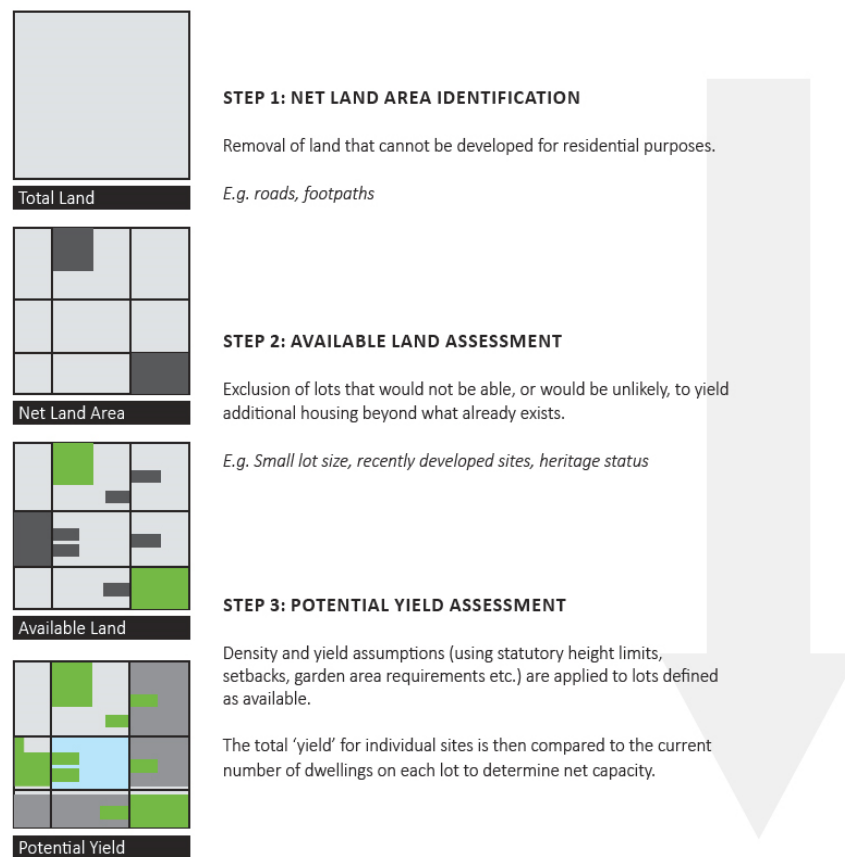 STEP 1: NET LAND AREA IDENTIFICATION
Removal of land that cannot be developed for residential purposes.
E.g. roads, footpaths
Total Land
STEP 2: AVAILABLE LAND ASSESSMENT
Exclusion of lots that would not be able, or would be unlikely, to yield
additional housing beyond what already exists.
Net Land Area
E.g. Small lot size, recently developed sites, heritage status
STEP 3: POTENTIAL YIELD ASSESSMENT
Available Land
Density and yield assumptions (using statutory height limits,
setbacks, garden area requirements etc.) are applied to lots defined
as available.
The total ‘yield’ for individual sites is then compared to the current
number of dwellings on each lot to determine net capacity.
Potential Yield